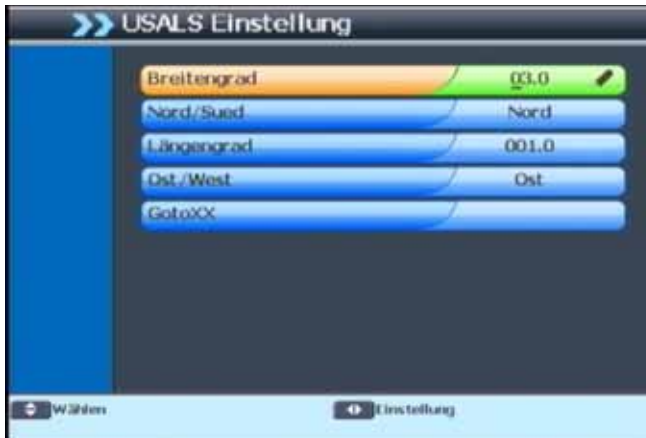 USALS Einstellung
Breitengrad 03.0
Nord/Sued Nord
Längengrad 001.0
Ost/West Ost
GotoXX
Wählen Einstellung